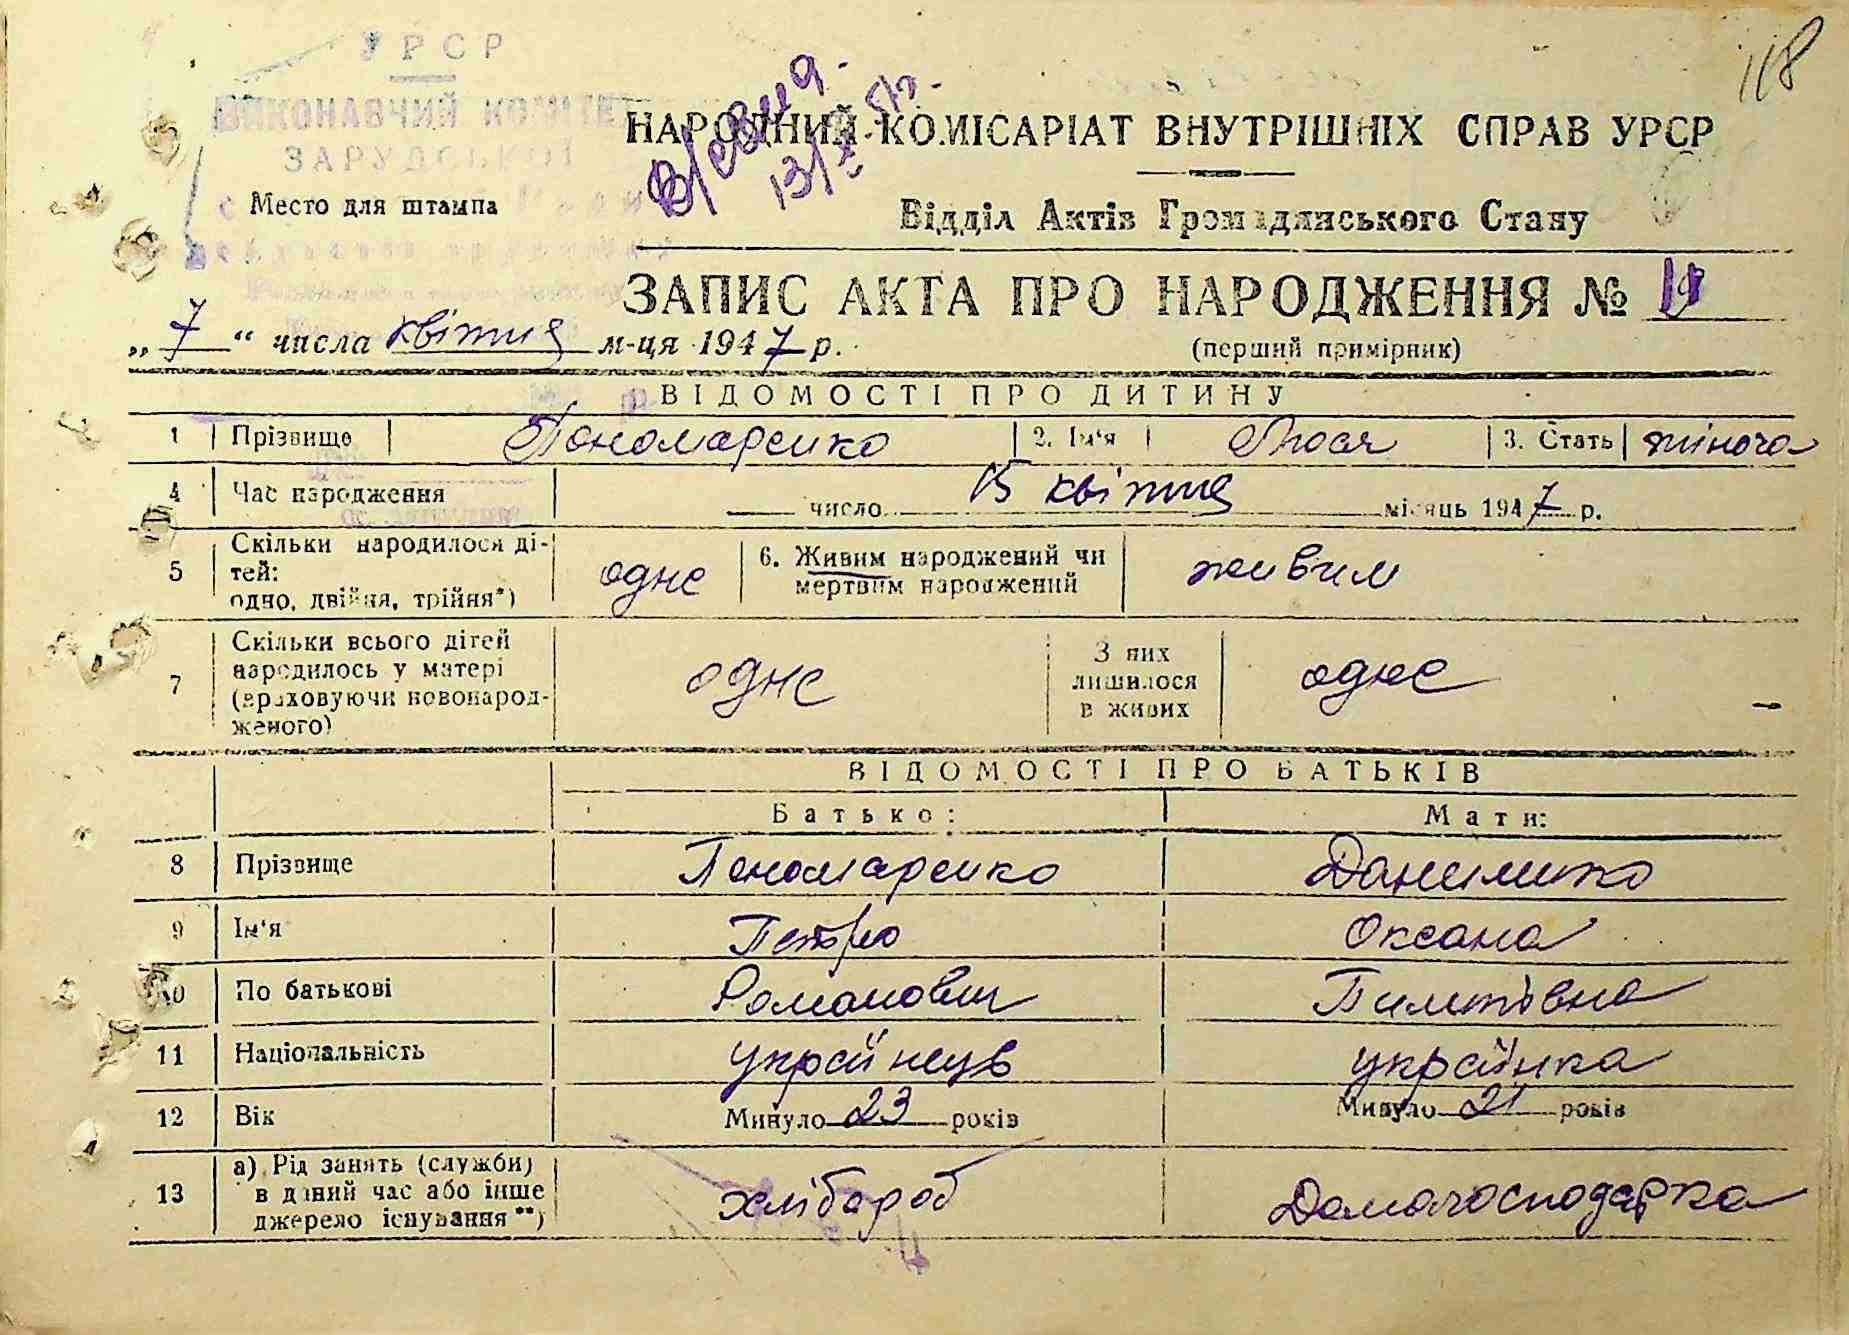 118
УРСР
ВИКОНАВЧИЙ КОМІТЕТ
ЗАРУДСЬКОЇ
НАРОДНИЙ КОМІСАРІАТ ВНУТРІШНІХ СПРАВ УРСР
Место для штампа
Відділ Актів Громадянського Стану
ЗАПИС АКТА ПРО НАРОДЖЕННЯ №
„7“ числа квітня м-ця 1947 р.
(перший примірник)
ВІДОМОСТІ ПРО ДИТИНУ
1 Прізвище Пономаренко 2. Ім‘я Люся 3. Стать жіноча
4 Час народження число 15 квітня місяць 1947 р.
5 Скільки народилося ді-
тей:
одно, двійня, трійня*) одне
6. Живим народжений чи
мертвим народжений живим
7 Скільки всього дітей
народилось у матері
(враховуючи новонарод-
женого) одне
З них
лишилося
в живих одне
ВІДОМОСТІ ПРО БАТЬКІВ
Батько: Мати:
8 Прізвище Пономаренко
9 Ім‘я Петро Оксана
10 По батькові Романович
11 Національність українець українка
12 Вік Минуло 23 років Минуло 21 років
13 а) Рід занять (служби)
в даний час або інше
джерело існування**) хлібороб Домогосподарка